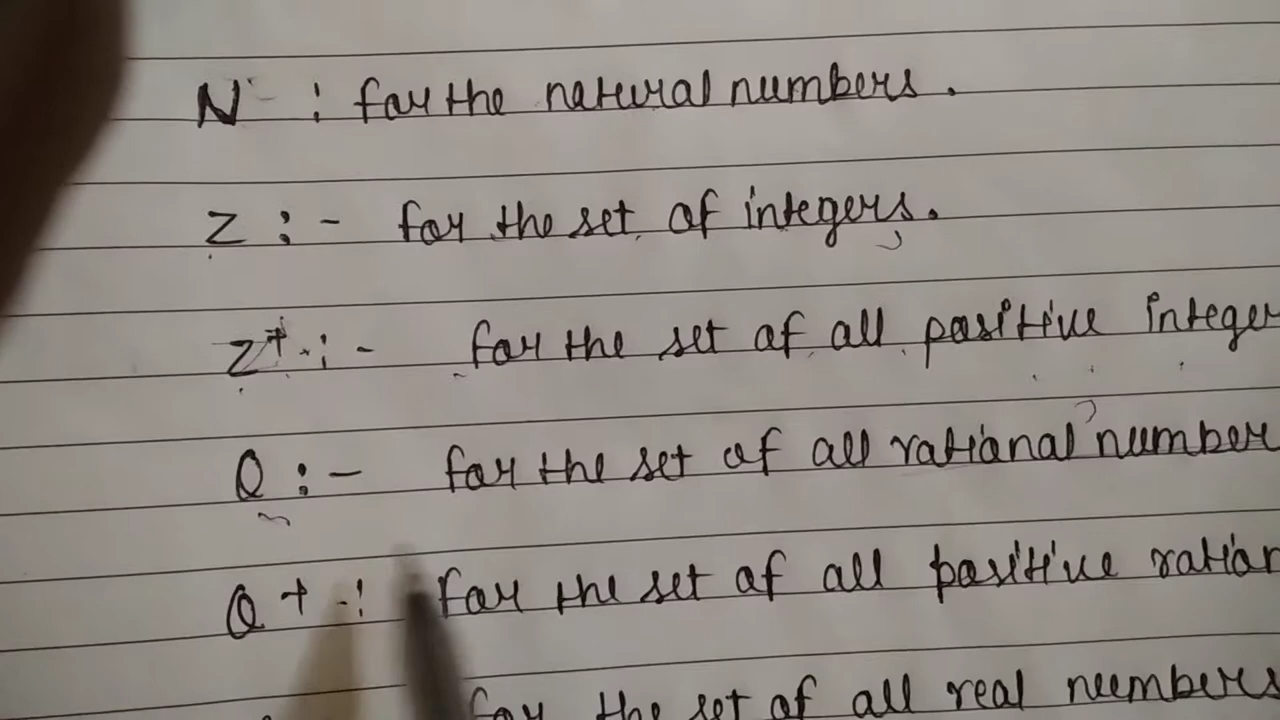 N : for the natural numbers.
Z :- for the set of integers.
Z+ :- for the set of all positive integer
Q :- for the set of all rational number
Q+ -: for the set of all positive ration
for the set of all real numbers